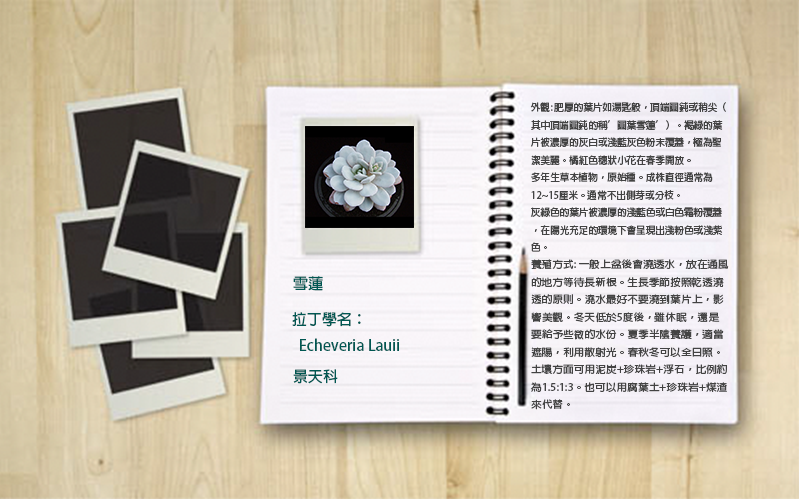 雪蓮
拉丁學名：
Echeveria Lauii
景天科
外觀:肥厚的葉片如湯匙般，頂端圓鈍或稍尖（
其中頂端圓鈍的稱’圓葉雪蓮’）。褐綠的葉
片被濃厚的灰白或淺藍灰色粉末覆蓋，極為聖
潔美麗。橘紅色穗狀小花在春季開放。
多年生草本植物，原始種。成株直徑通常為
12~15厘米。通常不出側芽或分枝。
灰綠色的葉片被濃厚的淺藍色或白色霜粉覆蓋
，在陽光充足的環境下會呈現出淺粉色或淺紫
色。
養殖方式:一般上盆後會澆透水，放在通風
的地方等待長新根。生長季節按照乾透澆
透的原則。澆水最好不要澆到葉片上，影
響美觀。冬天低於5度後，雖休眠，還是
要給予些微的水份。夏季半陰養護，適當
遮陽，利用散射光。春秋冬可以全日照。
土壤方面可用泥炭+珍珠岩+浮石，比例約
為1.5:1:3。也可以用腐葉土+珍珠岩+煤渣
來代替。